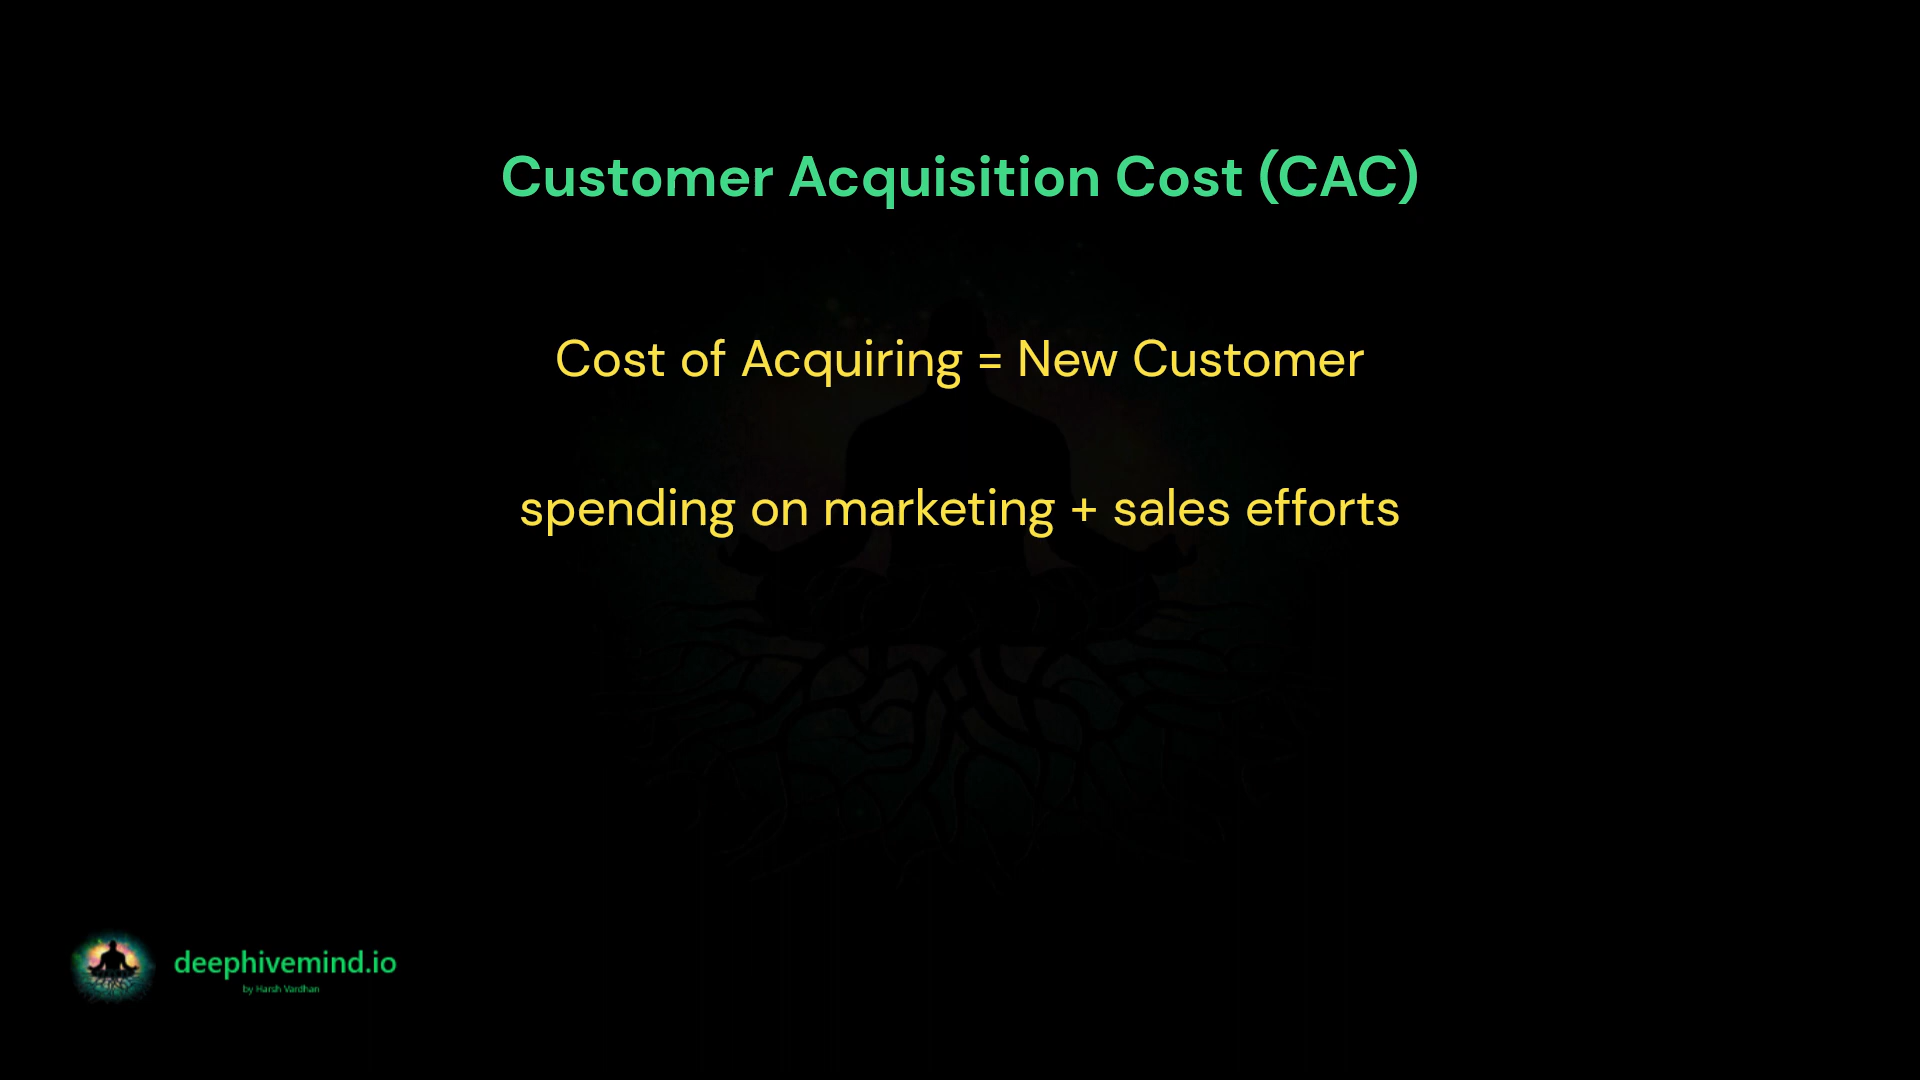 Customer Acquisition Cost (CAC)
Cost of Acquiring = New Customer
spending on marketing + sales efforts
deephivemind.io
by Harsh Vardhan